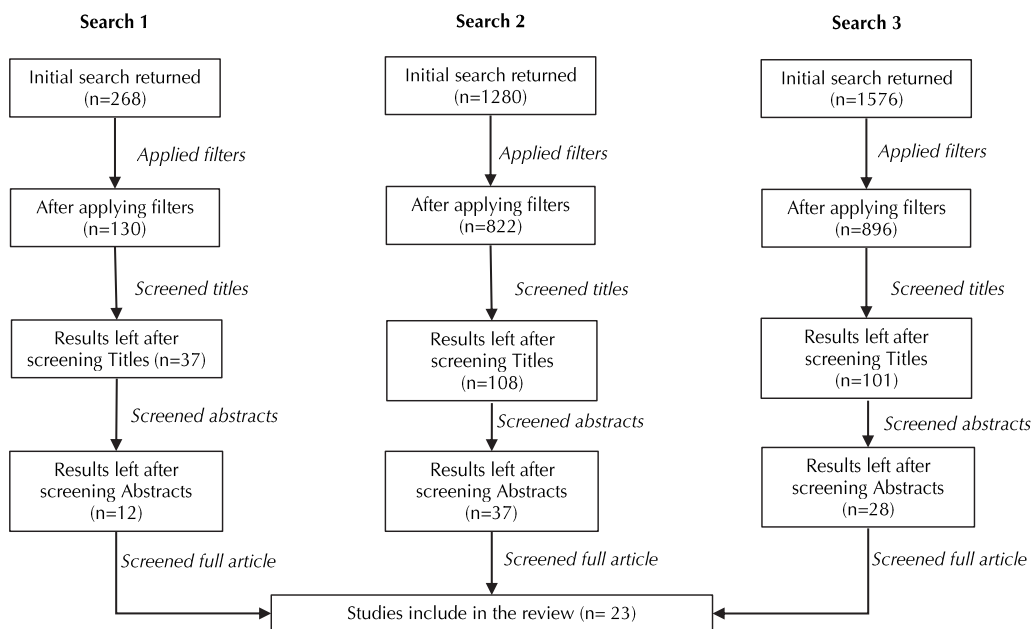 Search 1
Initial search returned
(n=268)
Applied filters
After applying filters
(n=130)
Screened titles
Results left after
screening Titles (n=37)
Screened abstracts
Results left after
screening Abstracts
(n=12)
Screened full article
Search 2
Initial search returned
(n=1280)
Applied filters
After applying filters
(n=822)
Screened titles
Results left after
screening Titles
(n=108)
Screened abstracts
Results left after
screening Abstracts
(n=37)
Screened full article
Search 3
Initial search returned
(n=1576)
Applied filters
After applying filters
(n=896)
Screened titles
Results left after
screening Titles
(n=101)
Screened abstracts
Results left after
screening Abstracts
(n=28)
Screened full article
Studies include in the review (n= 23)